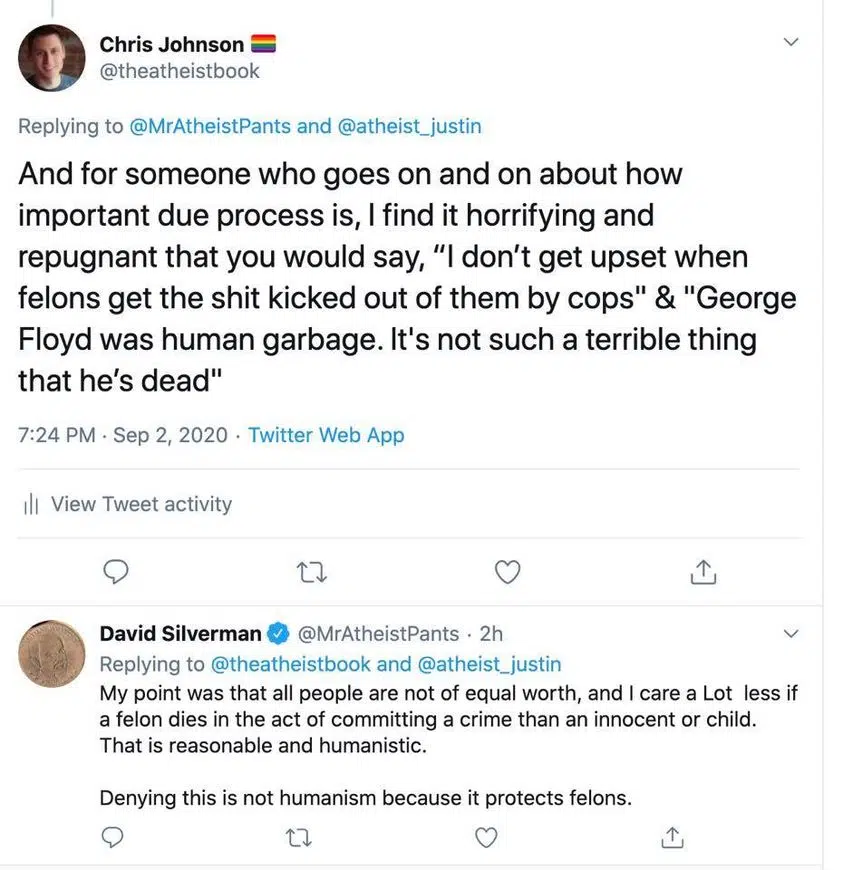 Chris Johnson 🏳️‍🌈
@theatheistbook
Replying to @MrAtheistPants and @atheist_justin
And for someone who goes on and on about how
important due process is, I find it horrifying and
repugnant that you would say, “I don’t get upset when
felons get the shit kicked out of them by cops" & "George
Floyd was human garbage. It's not such a terrible thing
that he’s dead"
7:24 PM · Sep 2, 2020 · Twitter Web App
View Tweet activity
David Silverman @MrAtheistPants · 2h
Replying to @theatheistbook and @atheist_justin
My point was that all people are not of equal worth, and I care a Lot  less if
a felon dies in the act of committing a crime than an innocent or child.
That is reasonable and humanistic.
Denying this is not humanism because it protects felons.